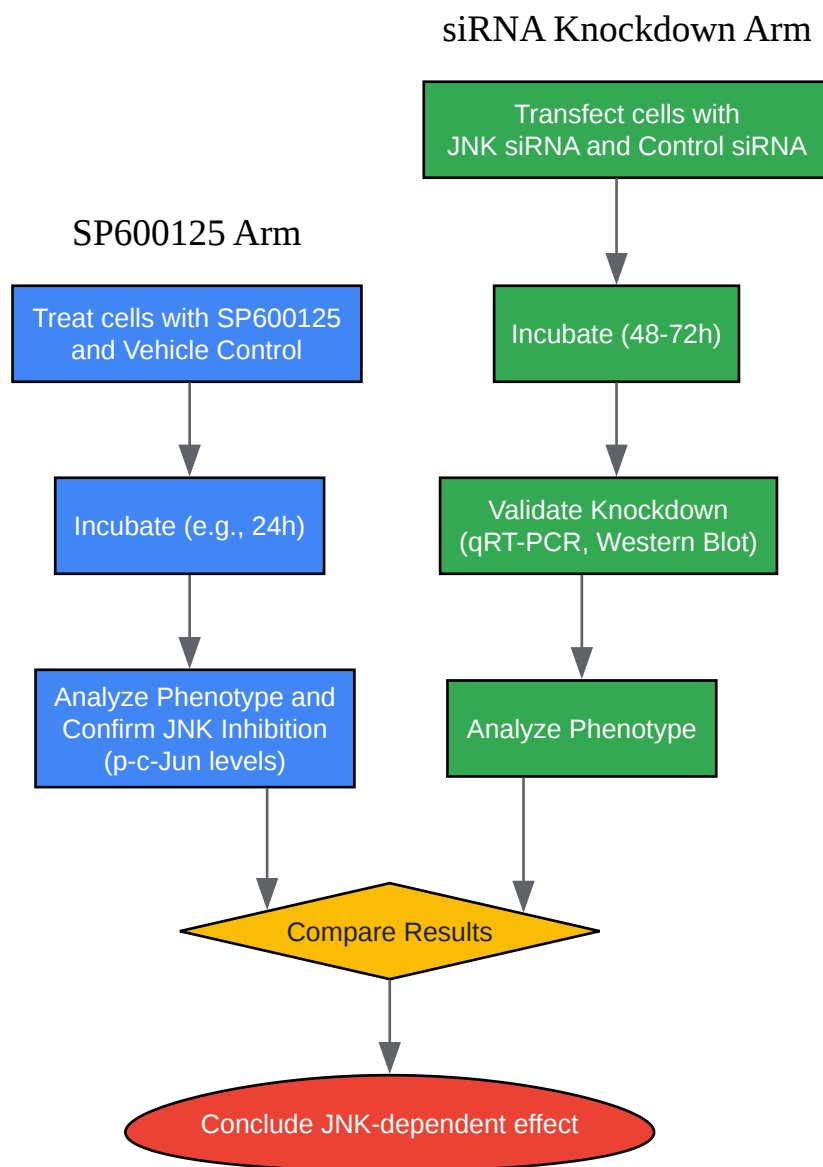 siRNA Knockdown Arm
Transfect cells with
JNK siRNA and Control siRNA
SP600125 Arm
Treat cells with SP600125
and Vehicle Control
Incubate (48-72h)
Incubate (e.g., 24h)
Validate Knockdown
(qRT-PCR, Western Blot)
Analyze Phenotype and
Confirm JNK Inhibition
(p-c-Jun levels)
Analyze Phenotype
Compare Results
Conclude JNK-dependent effect